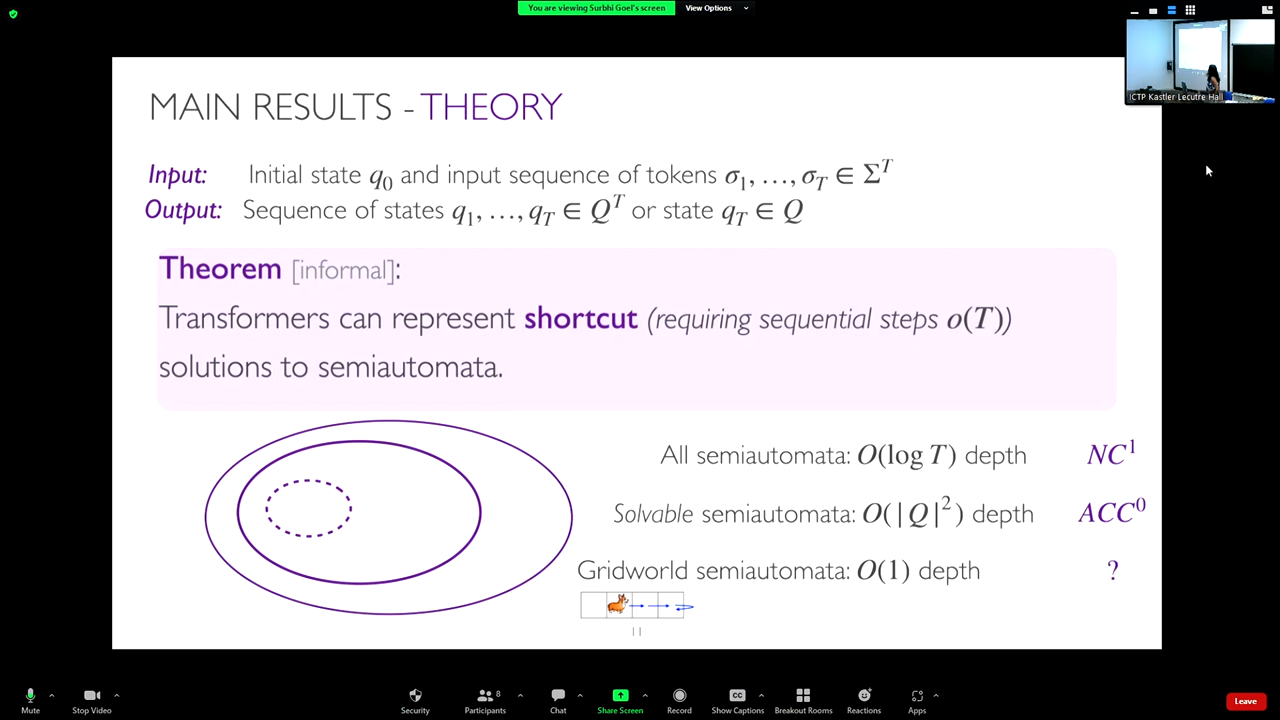 You are viewing Surbhi Goel's screen
View Options
ICTP Kastler Lecutre Hall
MAIN RESULTS - THEORY
Input: Initial state q₀ and input sequence of tokens σ₁, …, σ_T ∈ Σ^T
Output: Sequence of states q₁, …, q_T ∈ Q^T or state q_T ∈ Q
Theorem [informal]:
Transformers can represent shortcut (requiring sequential steps o(T))
solutions to semiautomata.
All semiautomata: O(log T) depth NC¹
Solvable semiautomata: O(|Q|²) depth ACC⁰
Gridworld semiautomata: O(1) depth ?
11
Mute
Stop Video
Security
Participants 8
Chat
Share Screen
Record
Show Captions
Breakout Rooms
Reactions
Apps
Leave